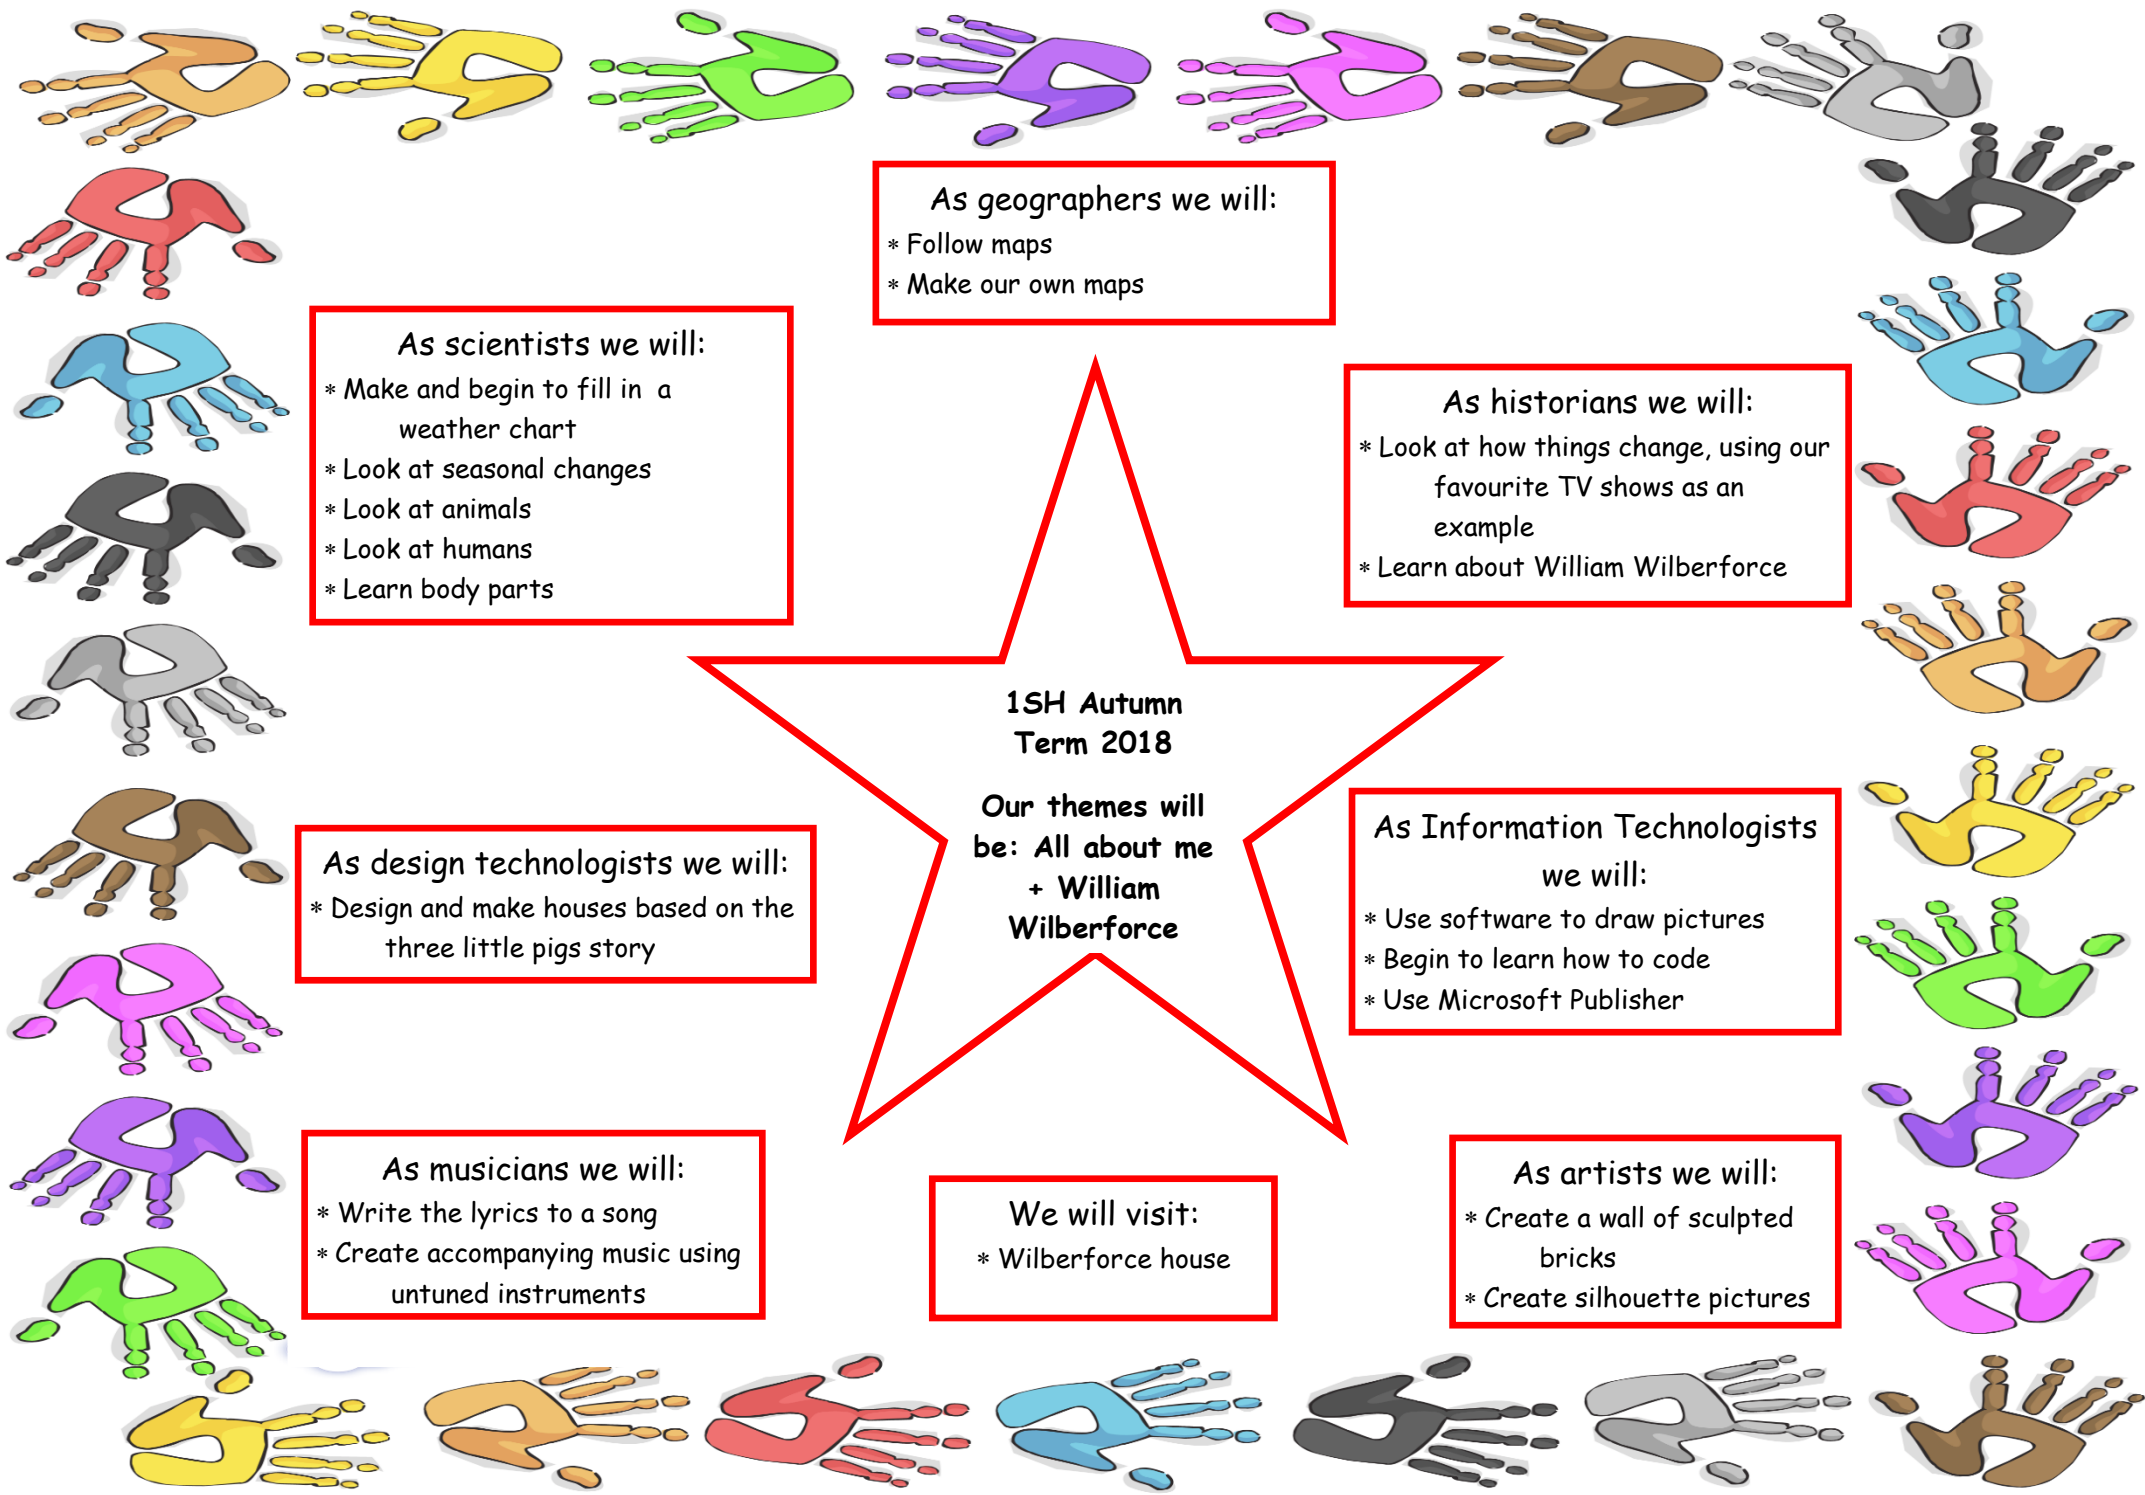 As geographers we will:
* Follow maps
* Make our own maps
As scientists we will:
* Make and begin to fill in a
weather chart
* Look at seasonal changes
* Look at animals
* Look at humans
* Learn body parts
As historians we will:
* Look at how things change, using our
favourite TV shows as an
example
* Learn about William Wilberforce
1SH Autumn
Term 2018
Our themes will
be: All about me
+ William
Wilberforce
As design technologists we will:
* Design and make houses based on the
three little pigs story
As Information Technologists
we will:
* Use software to draw pictures
* Begin to learn how to code
* Use Microsoft Publisher
As musicians we will:
* Write the lyrics to a song
* Create accompanying music using
untuned instruments
We will visit:
* Wilberforce house
As artists we will:
* Create a wall of sculpted
bricks
* Create silhouette pictures